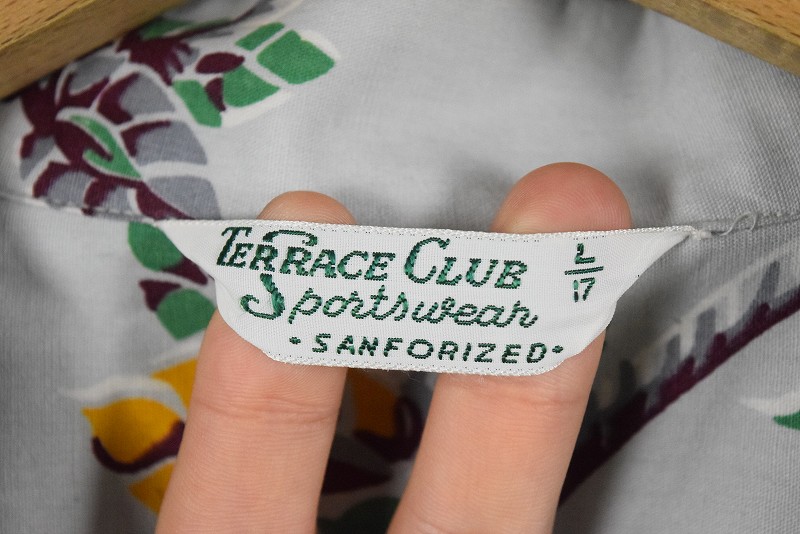 TERRACE CLUB
Sportswear
• SANFORIZED •
L
17